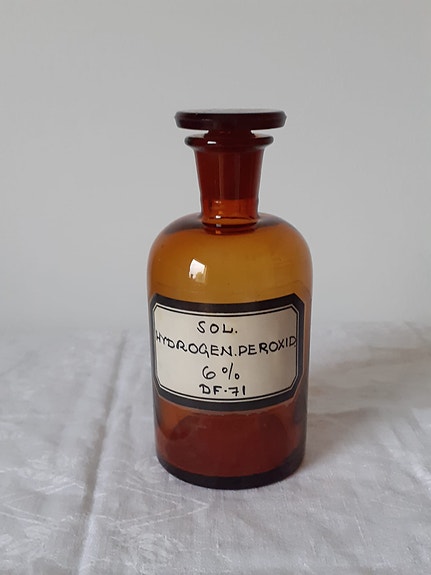 SOL.
HYDROGEN.PEROXID
6%
DF-71